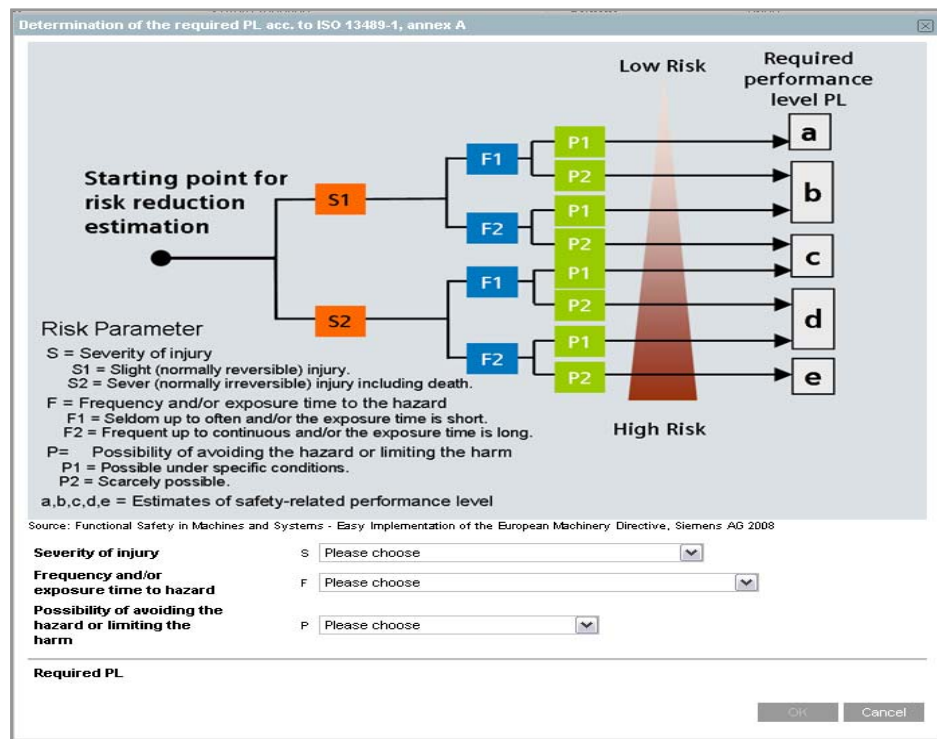 Determination of the required PL acc. to ISO 13489-1, annex A
Low Risk
Required
performance
level PL
Starting point for
risk reduction
estimation
S1
F1
P1
a
P2
b
F2
P1
P2
c
S2
F1
P1
P2
d
F2
P1
P2
e
High Risk
Risk Parameter
S = Severity of injury
S1 = Slight (normally reversible) injury.
S2 = Sever (normally irreversible) injury including death.
F = Frequency and/or exposure time to the hazard
F1 = Seldom up to often and/or the exposure time is short.
F2 = Frequent up to continuous and/or the exposure time is long.
P= Possibility of avoiding the hazard or limiting the harm
P1 = Possible under specific conditions.
P2 = Scarcely possible.
a,b,c,d,e = Estimates of safety-related performance level
Source: Functional Safety in Machines and Systems - Easy Implementation of the European Machinery Directive, Siemens AG 2008
Severity of injury S Please choose
Frequency and/or
exposure time to hazard F Please choose
Possibility of avoiding the
hazard or limiting the
harm P Please choose
Required PL
OK Cancel